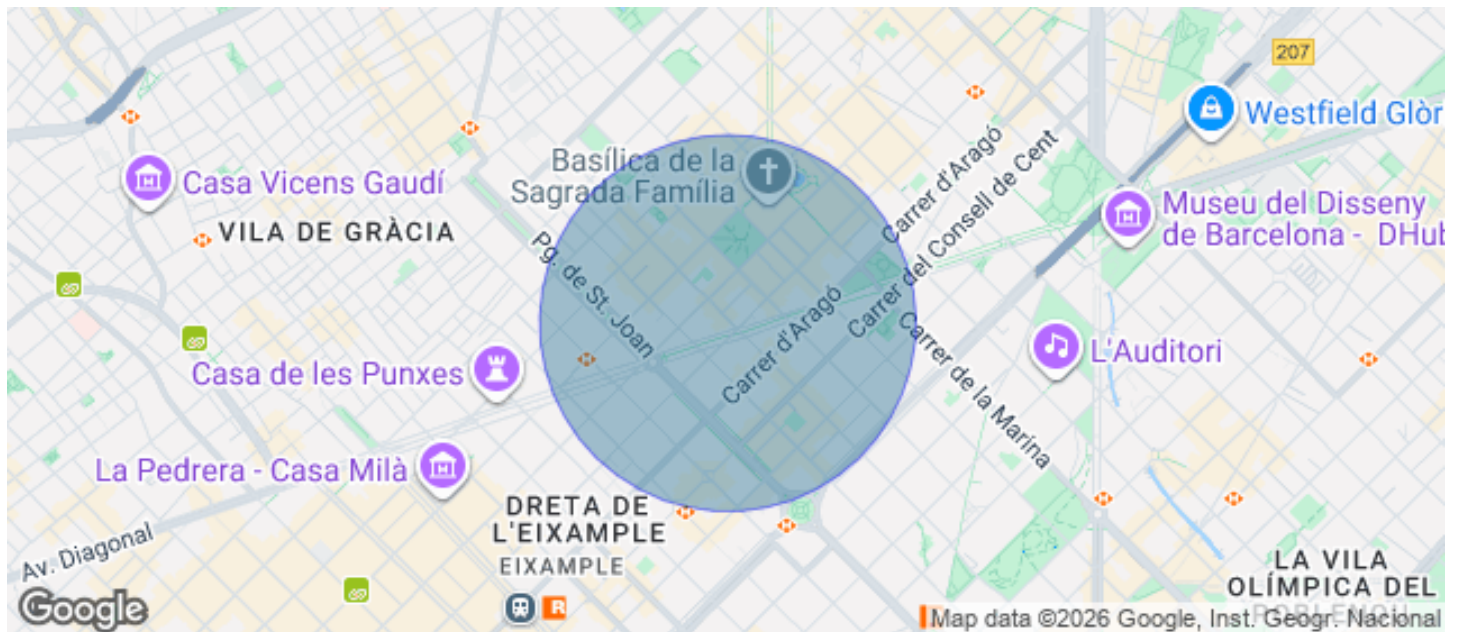 207
Westfield Glòr
Basílica de la
Sagrada Família
Carrer d'Aragó
Carrer del Consell de Cent
Casa Vicens Gaudí
Museu del Disseny
de Barcelona - DHub
VILA DE GRÀCIA
Pg. de St. Joan
Carrer d'Aragó
Carrer de la Marina
L'Auditori
Casa de les Punxes
La Pedrera - Casa Milà
DRETA DE
L'EIXAMPLE
EIXAMPLE
Av. Diagonal
LA VILA
OLÍMPICA DEL
R
Google
Map data ©2026 Google, Inst. Geogr. Nacional